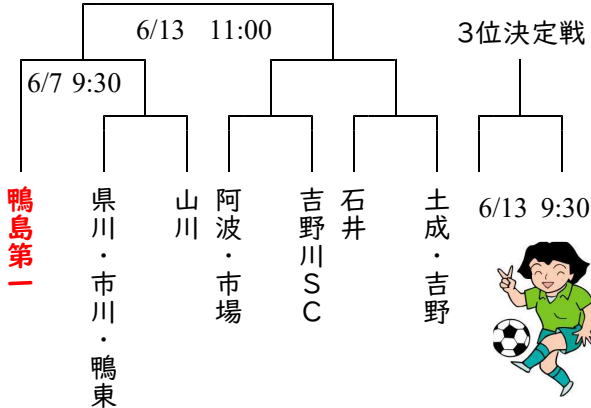 6/13 11:00
3位決定戦
6/7 9:30
鴨島第一
県川・市川・鴨東
山川
阿波・市場
吉野川SC
石井
土成・吉野
6/13 9:30